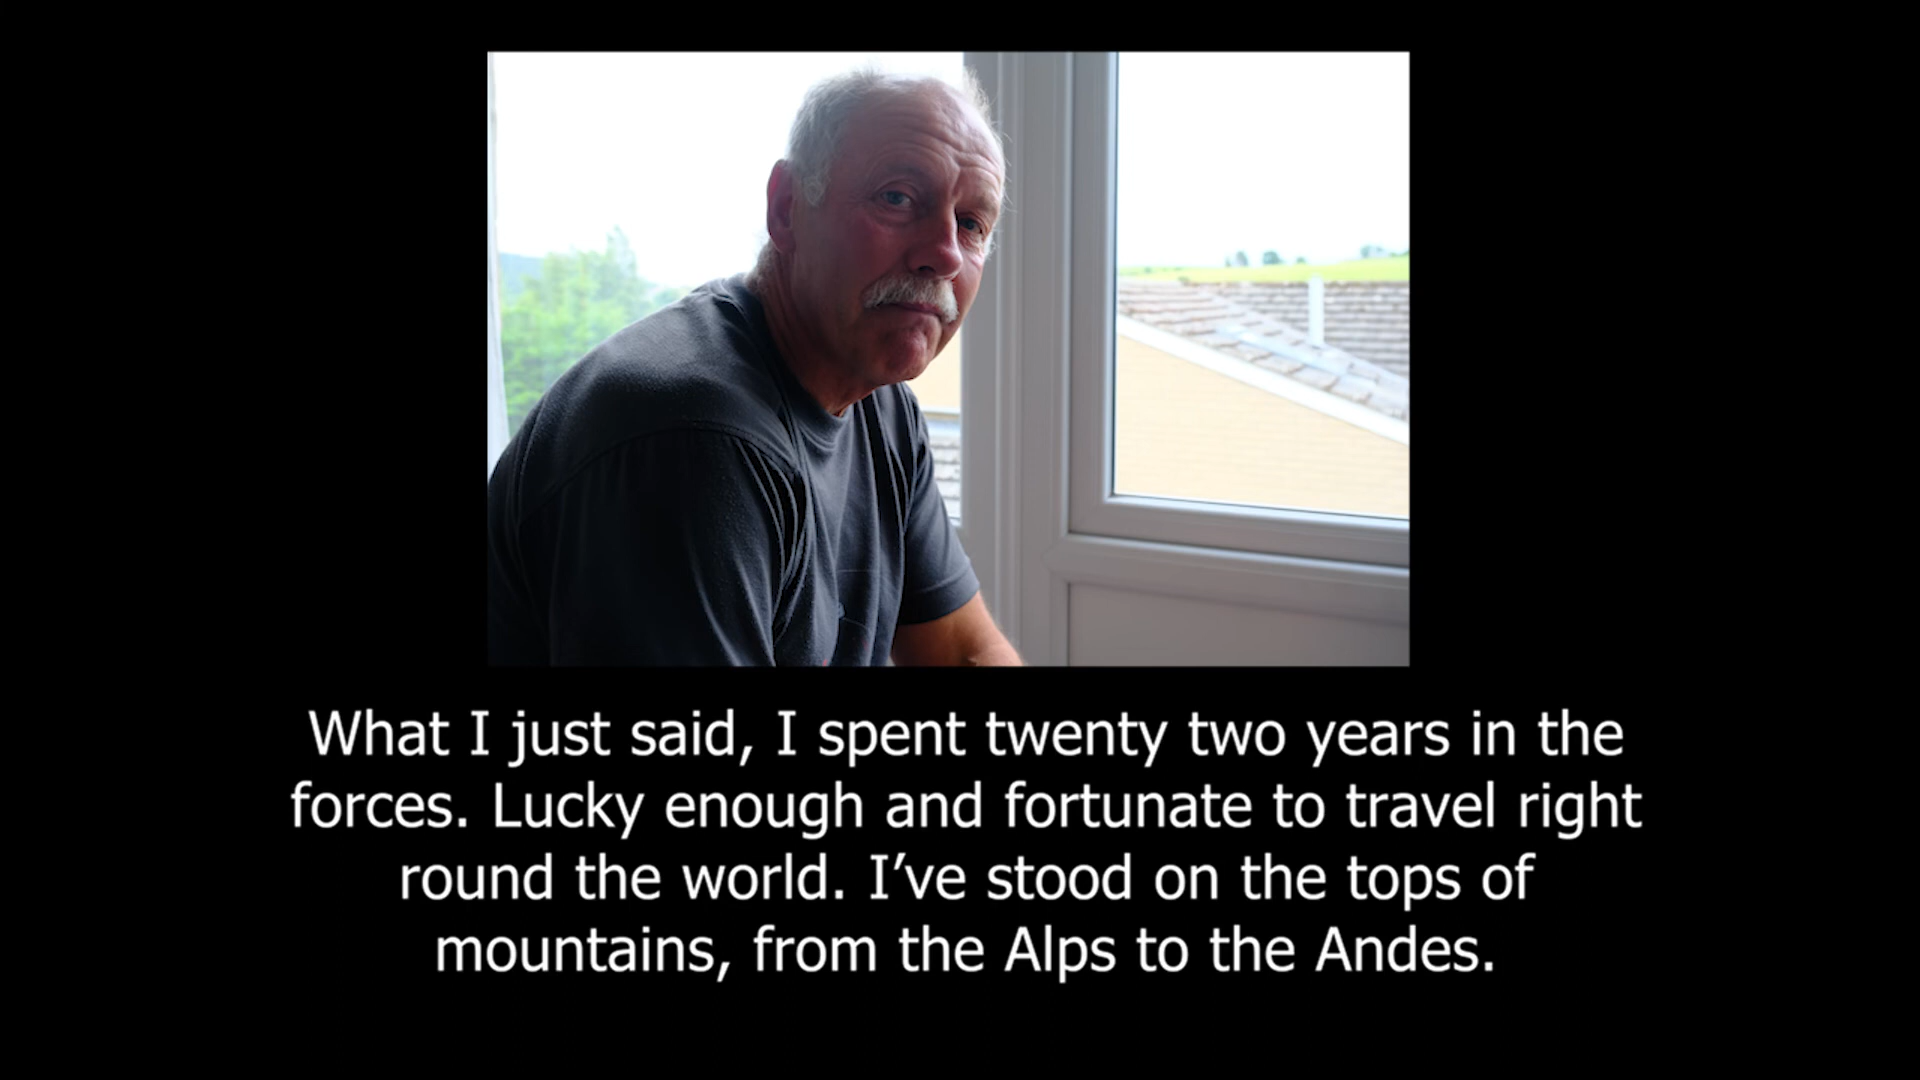 What I just said, I spent twenty two years in the
forces. Lucky enough and fortunate to travel right
round the world. I’ve stood on the tops of
mountains, from the Alps to the Andes.